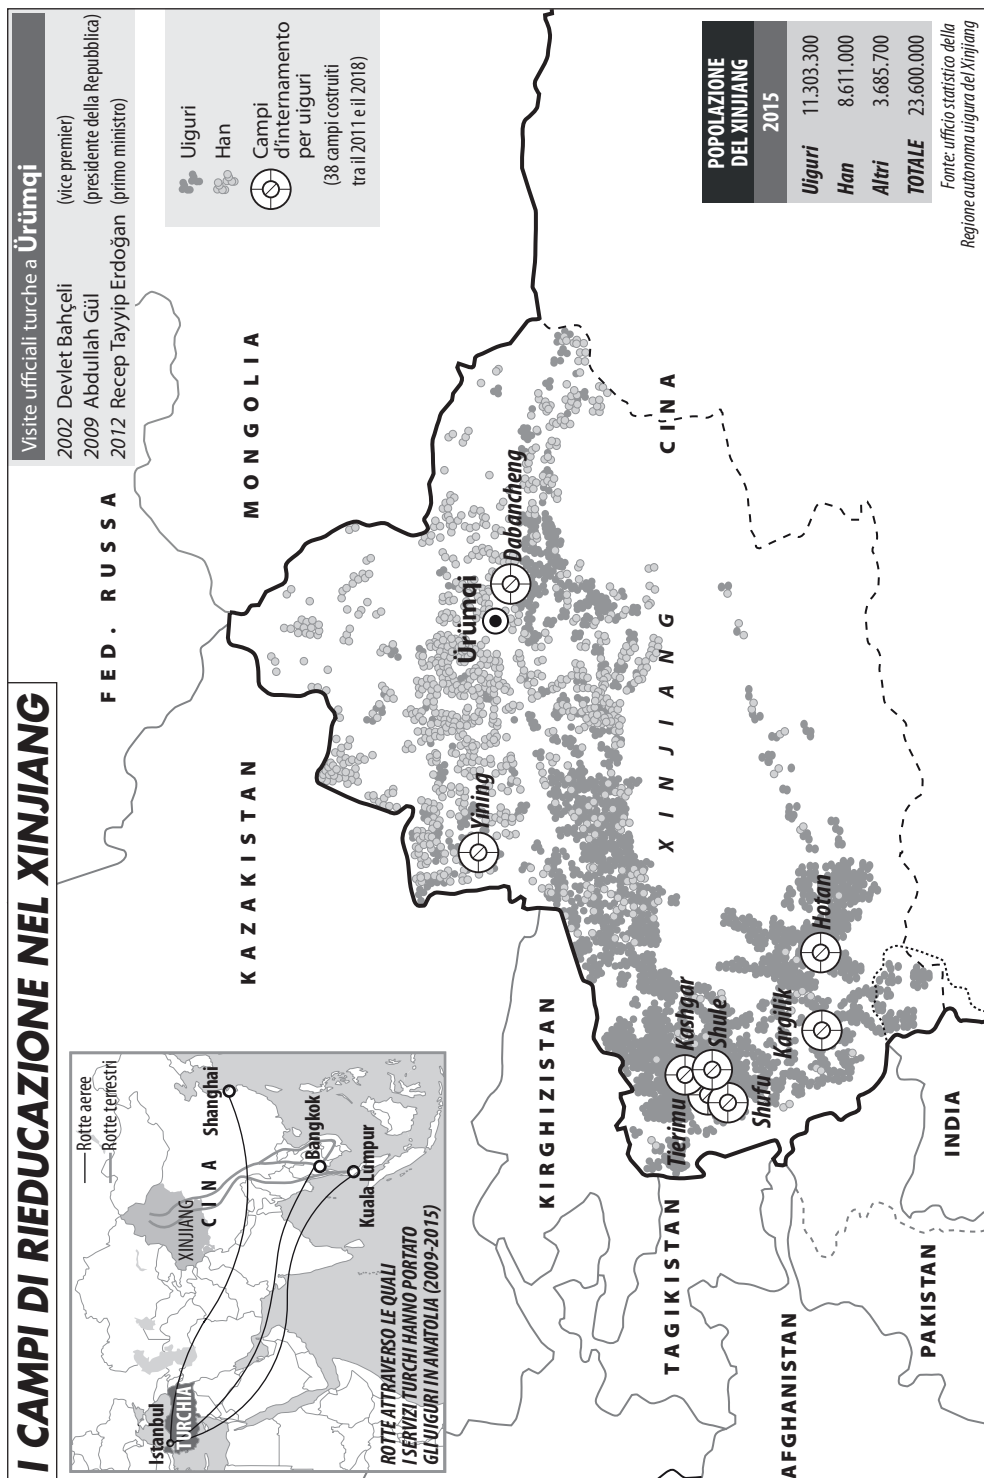 I CAMPI DI RIEDUCAZIONE NEL XINJIANG
Rotte aeree
Rotte terrestri
Istanbul
TURCHIA
XINJIANG
CINA
Shanghai
Bangkok
Kuala Lumpur
ROTTE ATTRAVERSO LE QUALI
I SERVIZI TURCHI HANNO PORTATO
GLI UIGURI IN ANATOLIA (2009-2015)
FED. RUSSA
KAZAKISTAN
MONGOLIA
Visite ufficiali turche a Ürümqi
2002 Devlet Bahçeli (vice premier)
2009 Abdullah Gül (presidente della Repubblica)
2012 Recep Tayyip Erdoğan (primo ministro)
Uiguri
Han
Campi
d'internamento
per uiguri
(38 campi costruiti
tra il 2011 e il 2018)
Yining
Ürümqi
Dabancheng
KIRGHIZISTAN
XINJIANG
CINA
Tierimu
Kashgar
Shule
Shufu
Kargilik
Hotan
TAGIKISTAN
AFGHANISTAN
PAKISTAN
INDIA
POPOLAZIONE
DEL XINJIANG
2015
Uiguri 11.303.300
Han 8.611.000
Altri 3.685.700
TOTALE 23.600.000
Fonte: ufficio statistico della
Regione autonoma uigura del Xinjiang